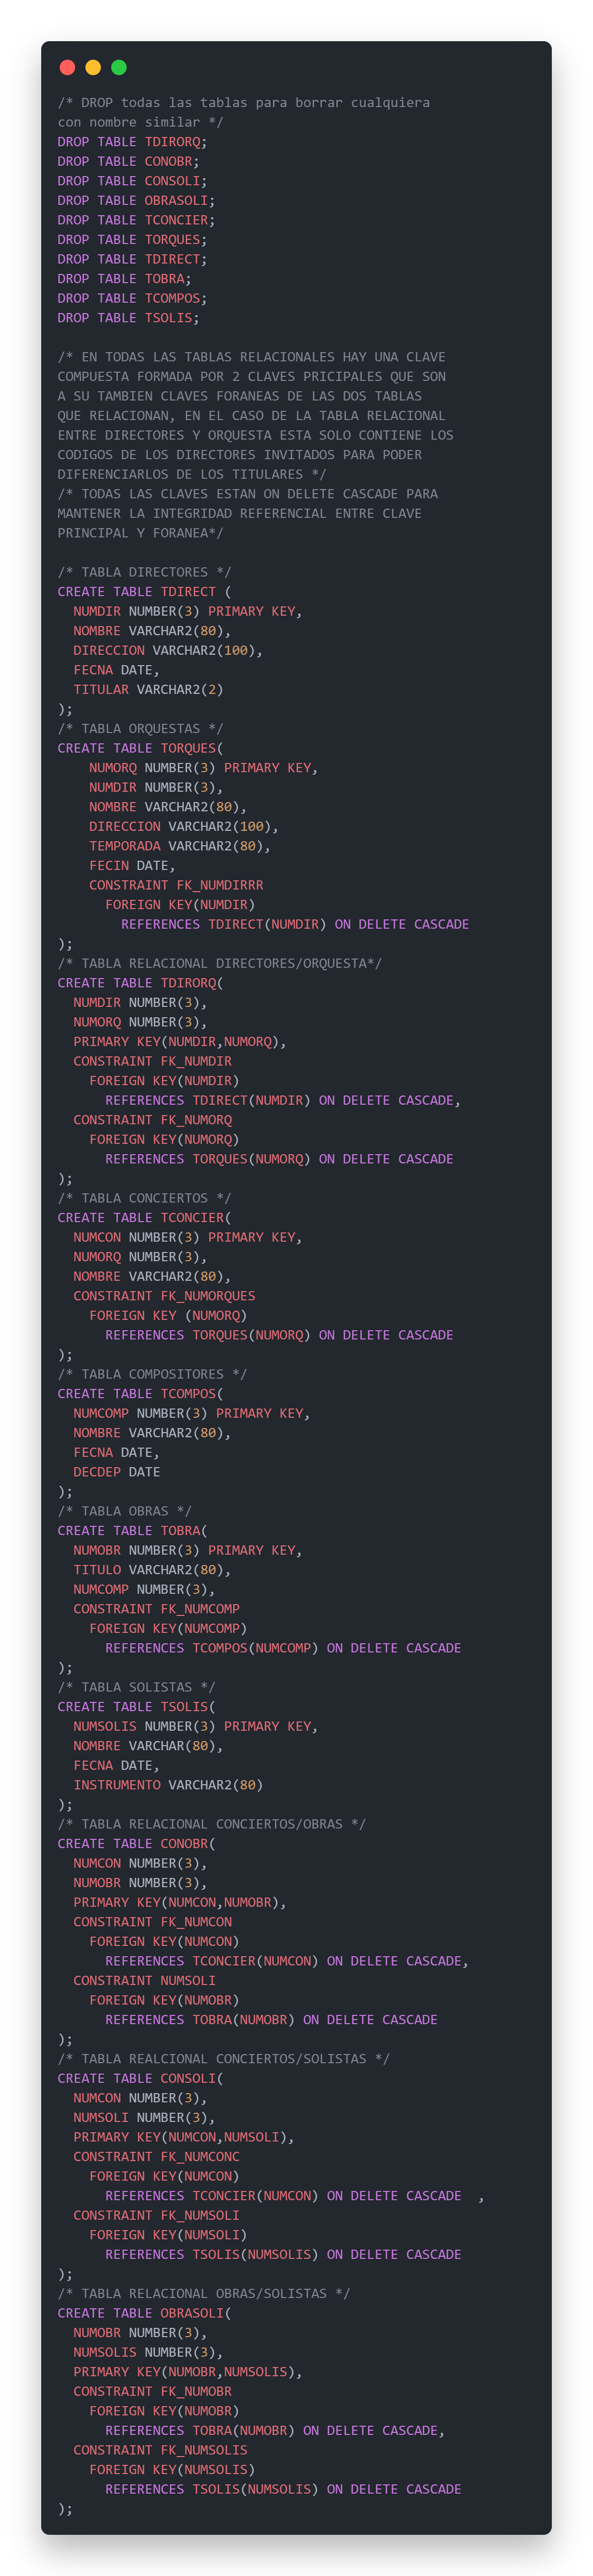 /* DROP todas las tablas para borrar cualquiera
con nombre similar */
DROP TABLE TDIRORQ;
DROP TABLE CONOBR;
DROP TABLE CONSOLI;
DROP TABLE OBRASOLI;
DROP TABLE TCONCIER;
DROP TABLE TORQUES;
DROP TABLE TDIRECT;
DROP TABLE TOBRA;
DROP TABLE TCOMPOS;
DROP TABLE TSOLIS;

/* EN TODAS LAS TABLAS RELACIONALES HAY UNA CLAVE
COMPUESTA FORMADA POR 2 CLAVES PRICIPALES QUE SON
A SU TAMBIEN CLAVES FORANEAS DE LAS DOS TABLAS
QUE RELACIONAN, EN EL CASO DE LA TABLA RELACIONAL
ENTRE DIRECTORES Y ORQUESTA ESTA SOLO CONTIENE LOS
CODIGOS DE LOS DIRECTORES INVITADOS PARA PODER
DIFERENCIARLOS DE LOS TITULARES */
/* TODAS LAS CLAVES ESTAN ON DELETE CASCADE PARA
MANTENER LA INTEGRIDAD REFERENCIAL ENTRE CLAVE
PRINCIPAL Y FORANEA*/

/* TABLA DIRECTORES */
CREATE TABLE TDIRECT (
  NUMDIR NUMBER(3) PRIMARY KEY,
  NOMBRE VARCHAR2(80),
  DIRECCION VARCHAR2(100),
  FECNA DATE,
  TITULAR VARCHAR2(2)
);
/* TABLA ORQUESTAS */
CREATE TABLE TORQUES(
    NUMORQ NUMBER(3) PRIMARY KEY,
    NUMDIR NUMBER(3),
    NOMBRE VARCHAR2(80),
    DIRECCION VARCHAR2(100),
    TEMPORADA VARCHAR2(80),
    FECIN DATE,
    CONSTRAINT FK_NUMDIRRR
      FOREIGN KEY(NUMDIR)
        REFERENCES TDIRECT(NUMDIR) ON DELETE CASCADE
);
/* TABLA RELACIONAL DIRECTORES/ORQUESTA*/
CREATE TABLE TDIRORQ(
  NUMDIR NUMBER(3),
  NUMORQ NUMBER(3),
  PRIMARY KEY(NUMDIR,NUMORQ),
  CONSTRAINT FK_NUMDIR
    FOREIGN KEY(NUMDIR)
      REFERENCES TDIRECT(NUMDIR) ON DELETE CASCADE,
  CONSTRAINT FK_NUMORQ
    FOREIGN KEY(NUMORQ)
      REFERENCES TORQUES(NUMORQ) ON DELETE CASCADE
);
/* TABLA CONCIERTOS */
CREATE TABLE TCONCIER(
  NUMCON NUMBER(3) PRIMARY KEY,
  NUMORQ NUMBER(3),
  NOMBRE VARCHAR2(80),
  CONSTRAINT FK_NUMORQUES
    FOREIGN KEY (NUMORQ)
      REFERENCES TORQUES(NUMORQ) ON DELETE CASCADE
);
/* TABLA COMPOSITORES */
CREATE TABLE TCOMPOS(
  NUMCOMP NUMBER(3) PRIMARY KEY,
  NOMBRE VARCHAR2(80),
  FECNA DATE,
  DECDEP DATE
);
/* TABLA OBRAS */
CREATE TABLE TOBRA(
  NUMOBR NUMBER(3) PRIMARY KEY,
  TITULO VARCHAR2(80),
  NUMCOMP NUMBER(3),
  CONSTRAINT FK_NUMCOMP
    FOREIGN KEY(NUMCOMP)
      REFERENCES TCOMPOS(NUMCOMP) ON DELETE CASCADE
);
/* TABLA SOLISTAS */
CREATE TABLE TSOLIS(
  NUMSOLIS NUMBER(3) PRIMARY KEY,
  NOMBRE VARCHAR(80),
  FECNA DATE,
  INSTRUMENTO VARCHAR2(80)
);
/* TABLA RELACIONAL CONCIERTOS/OBRAS */
CREATE TABLE CONOBR(
  NUMCON NUMBER(3),
  NUMOBR NUMBER(3),
  PRIMARY KEY(NUMCON,NUMOBR),
  CONSTRAINT FK_NUMCON
    FOREIGN KEY(NUMCON)
      REFERENCES TCONCIER(NUMCON) ON DELETE CASCADE,
  CONSTRAINT NUMSOLI
    FOREIGN KEY(NUMOBR)
      REFERENCES TOBRA(NUMOBR) ON DELETE CASCADE
);
/* TABLA REALCIONAL CONCIERTOS/SOLISTAS */
CREATE TABLE CONSOLI(
  NUMCON NUMBER(3),
  NUMSOLI NUMBER(3),
  PRIMARY KEY(NUMCON,NUMSOLI),
  CONSTRAINT FK_NUMCONC
    FOREIGN KEY(NUMCON)
      REFERENCES TCONCIER(NUMCON) ON DELETE CASCADE  ,
  CONSTRAINT FK_NUMSOLI
    FOREIGN KEY(NUMSOLI)
      REFERENCES TSOLIS(NUMSOLIS) ON DELETE CASCADE
);
/* TABLA RELACIONAL OBRAS/SOLISTAS */
CREATE TABLE OBRASOLI(
  NUMOBR NUMBER(3),
  NUMSOLIS NUMBER(3),
  PRIMARY KEY(NUMOBR,NUMSOLIS),
  CONSTRAINT FK_NUMOBR
    FOREIGN KEY(NUMOBR)
      REFERENCES TOBRA(NUMOBR) ON DELETE CASCADE,
  CONSTRAINT FK_NUMSOLIS
    FOREIGN KEY(NUMSOLIS)
      REFERENCES TSOLIS(NUMSOLIS) ON DELETE CASCADE
);